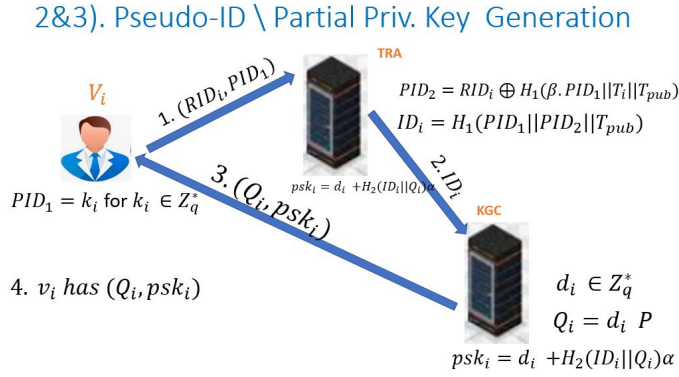 2&3). Pseudo-ID \ Partial Priv. Key Generation
TRA
V_i
1. (RID_i, PID_1)
PID_2 = RID_i ⊕ H_1(β.PID_1||T_i||T_pub)
ID_i = H_1(PID_1||PID_2||T_pub)
2. ID_i
3. (Q_i, psk_i)
psk_i = d_i +H_2(ID_i||Q_i)α
PID_1 = k_i for k_i ∈ Z_q^*
KGC
4. v_i has (Q_i, psk_i)
d_i ∈ Z_q^*
Q_i = d_i P
psk_i = d_i +H_2(ID_i||Q_i)α